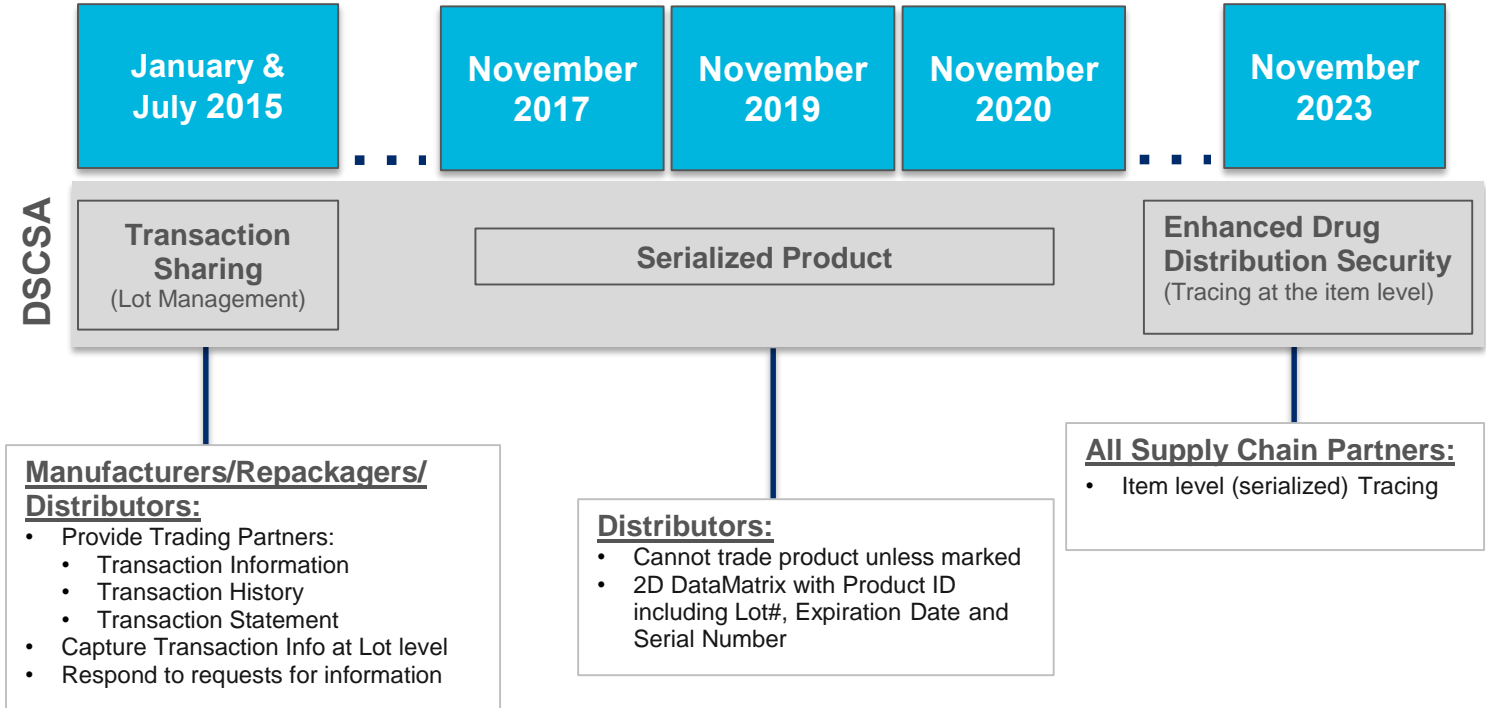 January &
July 2015
November
2017
November
2019
November
2020
November
2023
DSCSA
Transaction
Sharing
(Lot Management)
Serialized Product
Enhanced Drug
Distribution Security
(Tracing at the item level)
Manufacturers/Repackagers/
Distributors:
• Provide Trading Partners:
• Transaction Information
• Transaction History
• Transaction Statement
• Capture Transaction Info at Lot level
• Respond to requests for information
Distributors:
• Cannot trade product unless marked
• 2D DataMatrix with Product ID
including Lot#, Expiration Date and
Serial Number
All Supply Chain Partners:
• Item level (serialized) Tracing